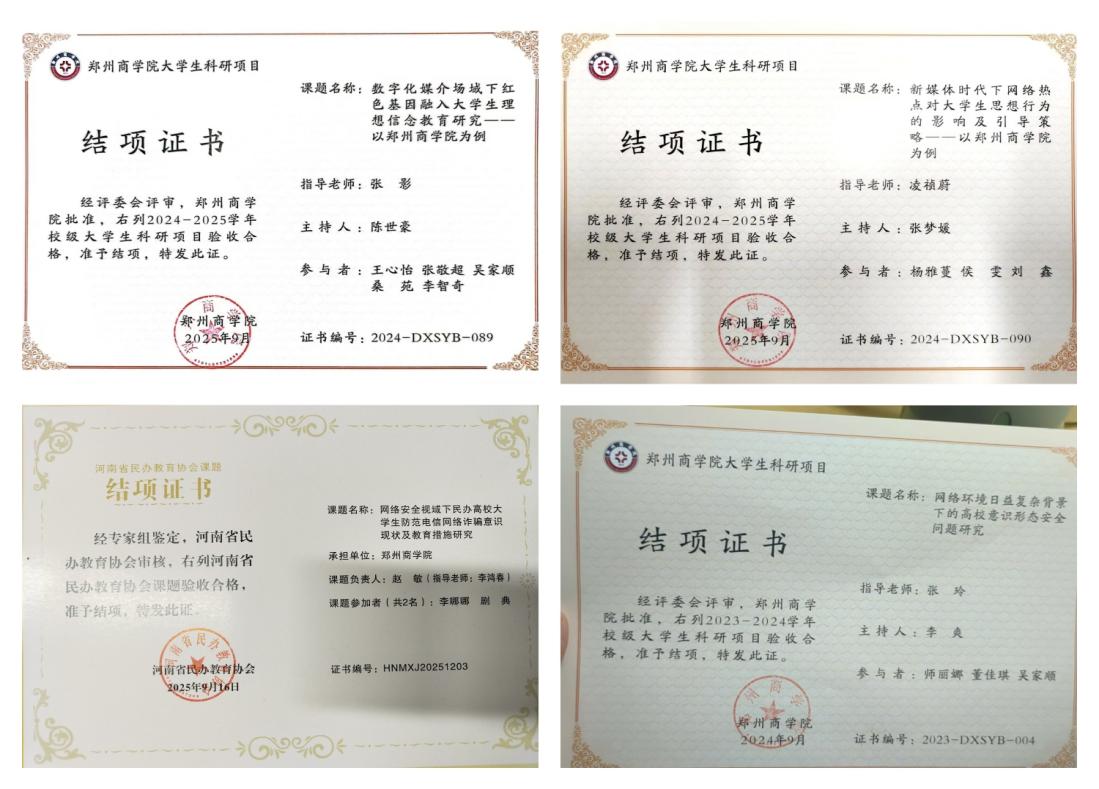 郑州商学院大学生科研项目
结项证书
经评委会评审，郑州商学
院批准，右列2024-2025学年
校级大学生科研项目验收合
格，准予结项，特发此证。
郑州商学院
2025年9月
课题名称：数字化媒介场域下红
色基因融入大学生理
想信念教育研究——
以郑州商学院为例
指导老师：张 影
主持人：陈世豪
参与者：王心怡 张敬超 吴家顺
桑 苑 李智奇
证书编号：2024-DXSYB-089
郑州商学院大学生科研项目
结项证书
经评委会评审，郑州商学
院批准，右列2024-2025学年
校级大学生科研项目验收合
格，准予结项，特发此证。
郑州商学院
2025年9月
课题名称：新媒体时代下网络热
点对大学生思想行为
的影响及引导策
略——以郑州商学院
为例
指导老师：凌祯蔚
主持人：张梦媛
参与者：杨雅蔓 侯 雯 刘 鑫
证书编号：2024-DXSYB-090
河南省民办教育协会课题
结项证书
经专家组鉴定，河南省民
办教育协会审核，右列河南省
民办教育协会课题验收合格，
准予结项，特发此证。
河南省民办教育协会
2025年9月16日
课题名称：网络安全视域下民办高校大
学生防范电信网络诈骗意识
现状及教育措施研究
承担单位：郑州商学院
课题负责人：赵 敏（指导老师：李鸿春）
课题参加者（共2名）：李娜娜 剧 典
证书编号：HNMXJ20251203
郑州商学院大学生科研项目
结项证书
经评委会评审，郑州商学
院批准，右列2023-2024学年
校级大学生科研项目验收合
格，准予结项，特发此证。
郑州商学院
2024年9月
课题名称：网络环境日益复杂背景
下的高校意识形态安全
问题研究
指导老师：张 玲
主持人：李 爽
参与者：师丽娜 董佳琪 吴家顺
证书编号：2023-DXSYB-004